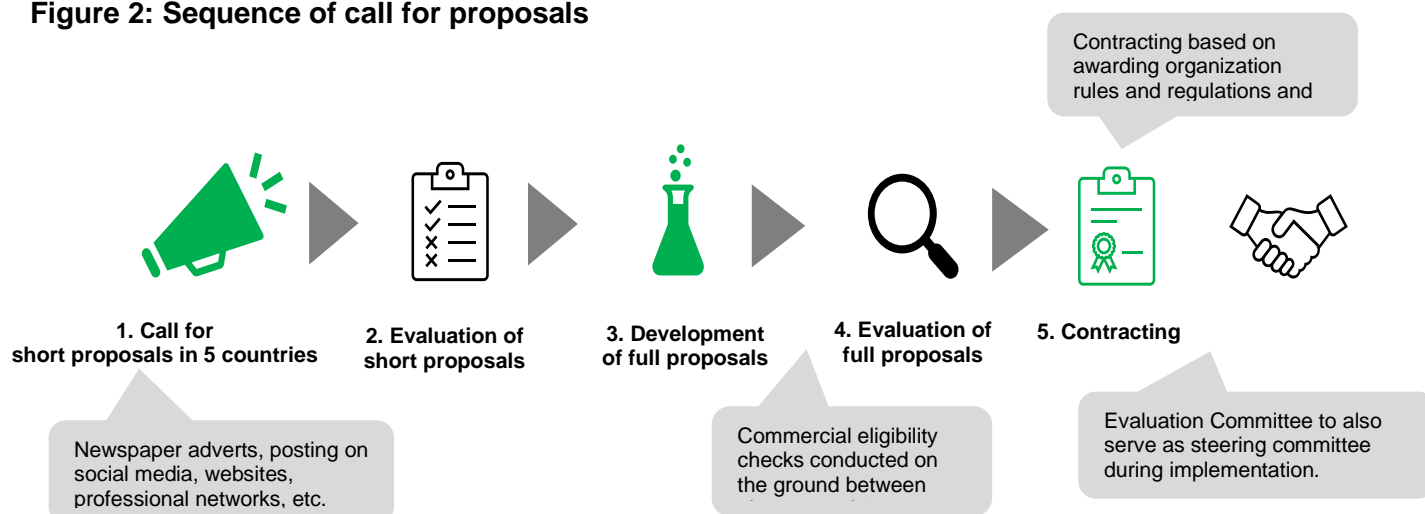 Figure 2: Sequence of call for proposals
Contracting based on
awarding organization
rules and regulations and
1. Call for
short proposals in 5 countries
2. Evaluation of
short proposals
3. Development
of full proposals
4. Evaluation of
full proposals
5. Contracting
Newspaper adverts, posting on
social media, websites,
professional networks, etc.
Commercial eligibility
checks conducted on
the ground between
Evaluation Committee to also
serve as steering committee
during implementation.